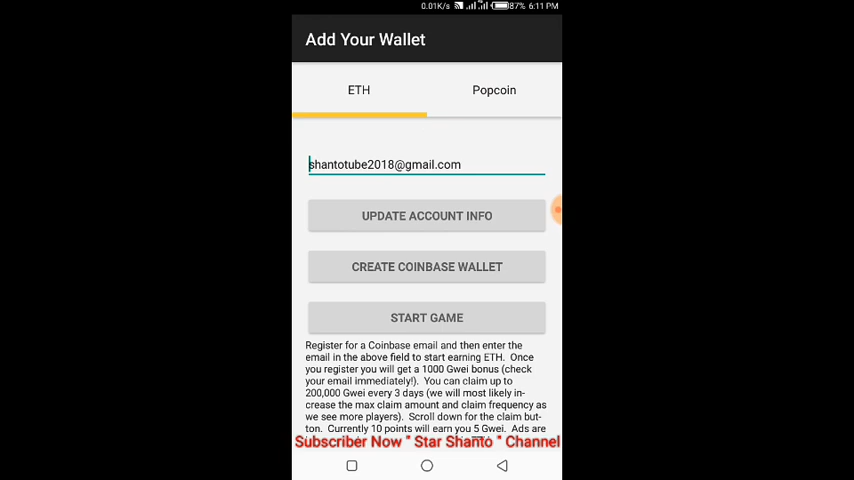 0.01K/s 87% 6:11 PM
Add Your Wallet
ETH Popcoin
shantotube2018@gmail.com
UPDATE ACCOUNT INFO
CREATE COINBASE WALLET
START GAME
Register for a Coinbase email and then enter the
email in the above field to start earning ETH. Once
you register you will get a 1000 Gwei bonus (check
your email immediately!). You can claim up to
200,000 Gwei every 3 days (we will most likely in-
crease the max claim amount and claim frequency as
we see more players). Scroll down for the claim but-
ton. Currently 10 points will earn you 5 Gwei. Ads are
Subscriber Now " Star Shanto " Channel